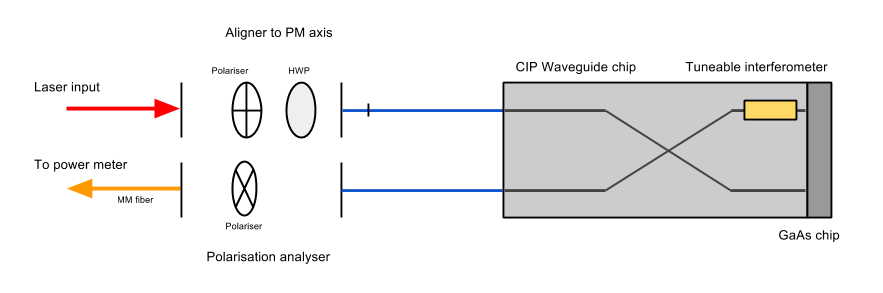 Aligner to PM axis
Polariser
HWP
CIP Waveguide chip
Tuneable interferometer
Laser input
To power meter
MM fiber
Polariser
GaAs chip
Polarisation analyser